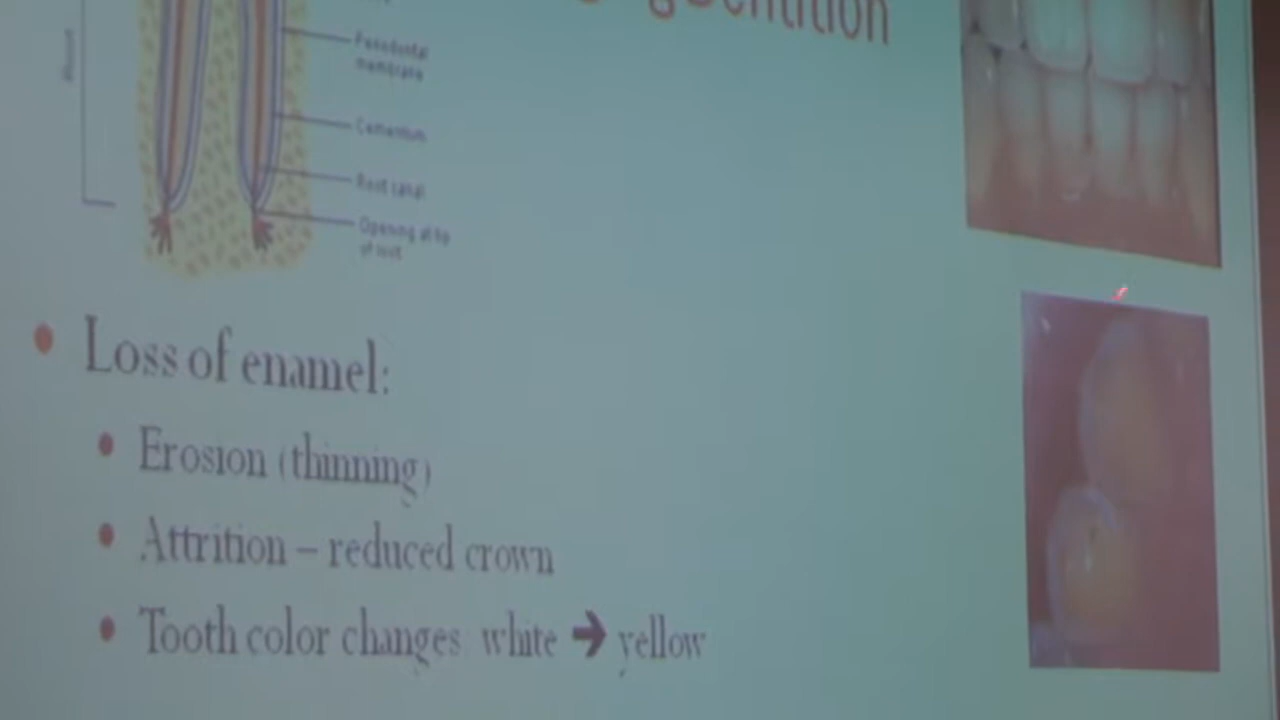 Dentition
Periodontal
membrane
Cementum
Root canal
Opening at tip
of root
Loss of enamel:
Erosion (thinning)
Attrition – reduced crown
Tooth color changes white ➔ yellow